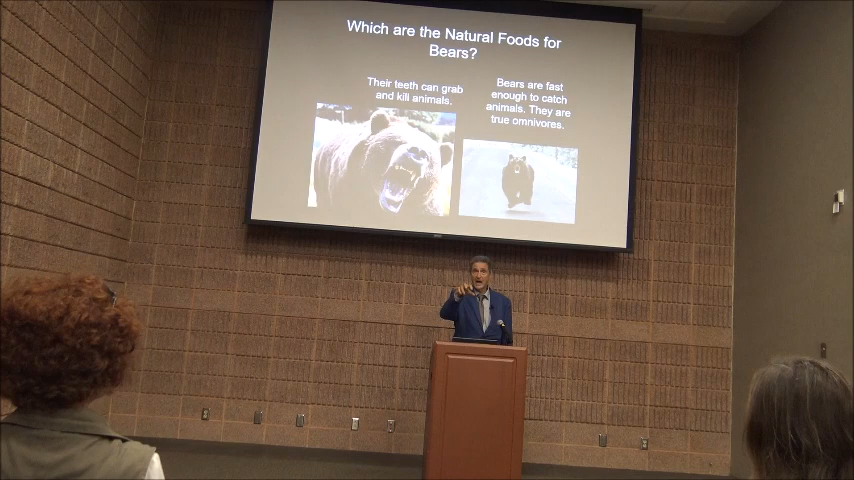 Which are the Natural Foods for
Bears?
Their teeth can grab
and kill animals.
Bears are fast
enough to catch
animals. They are
true omnivores.